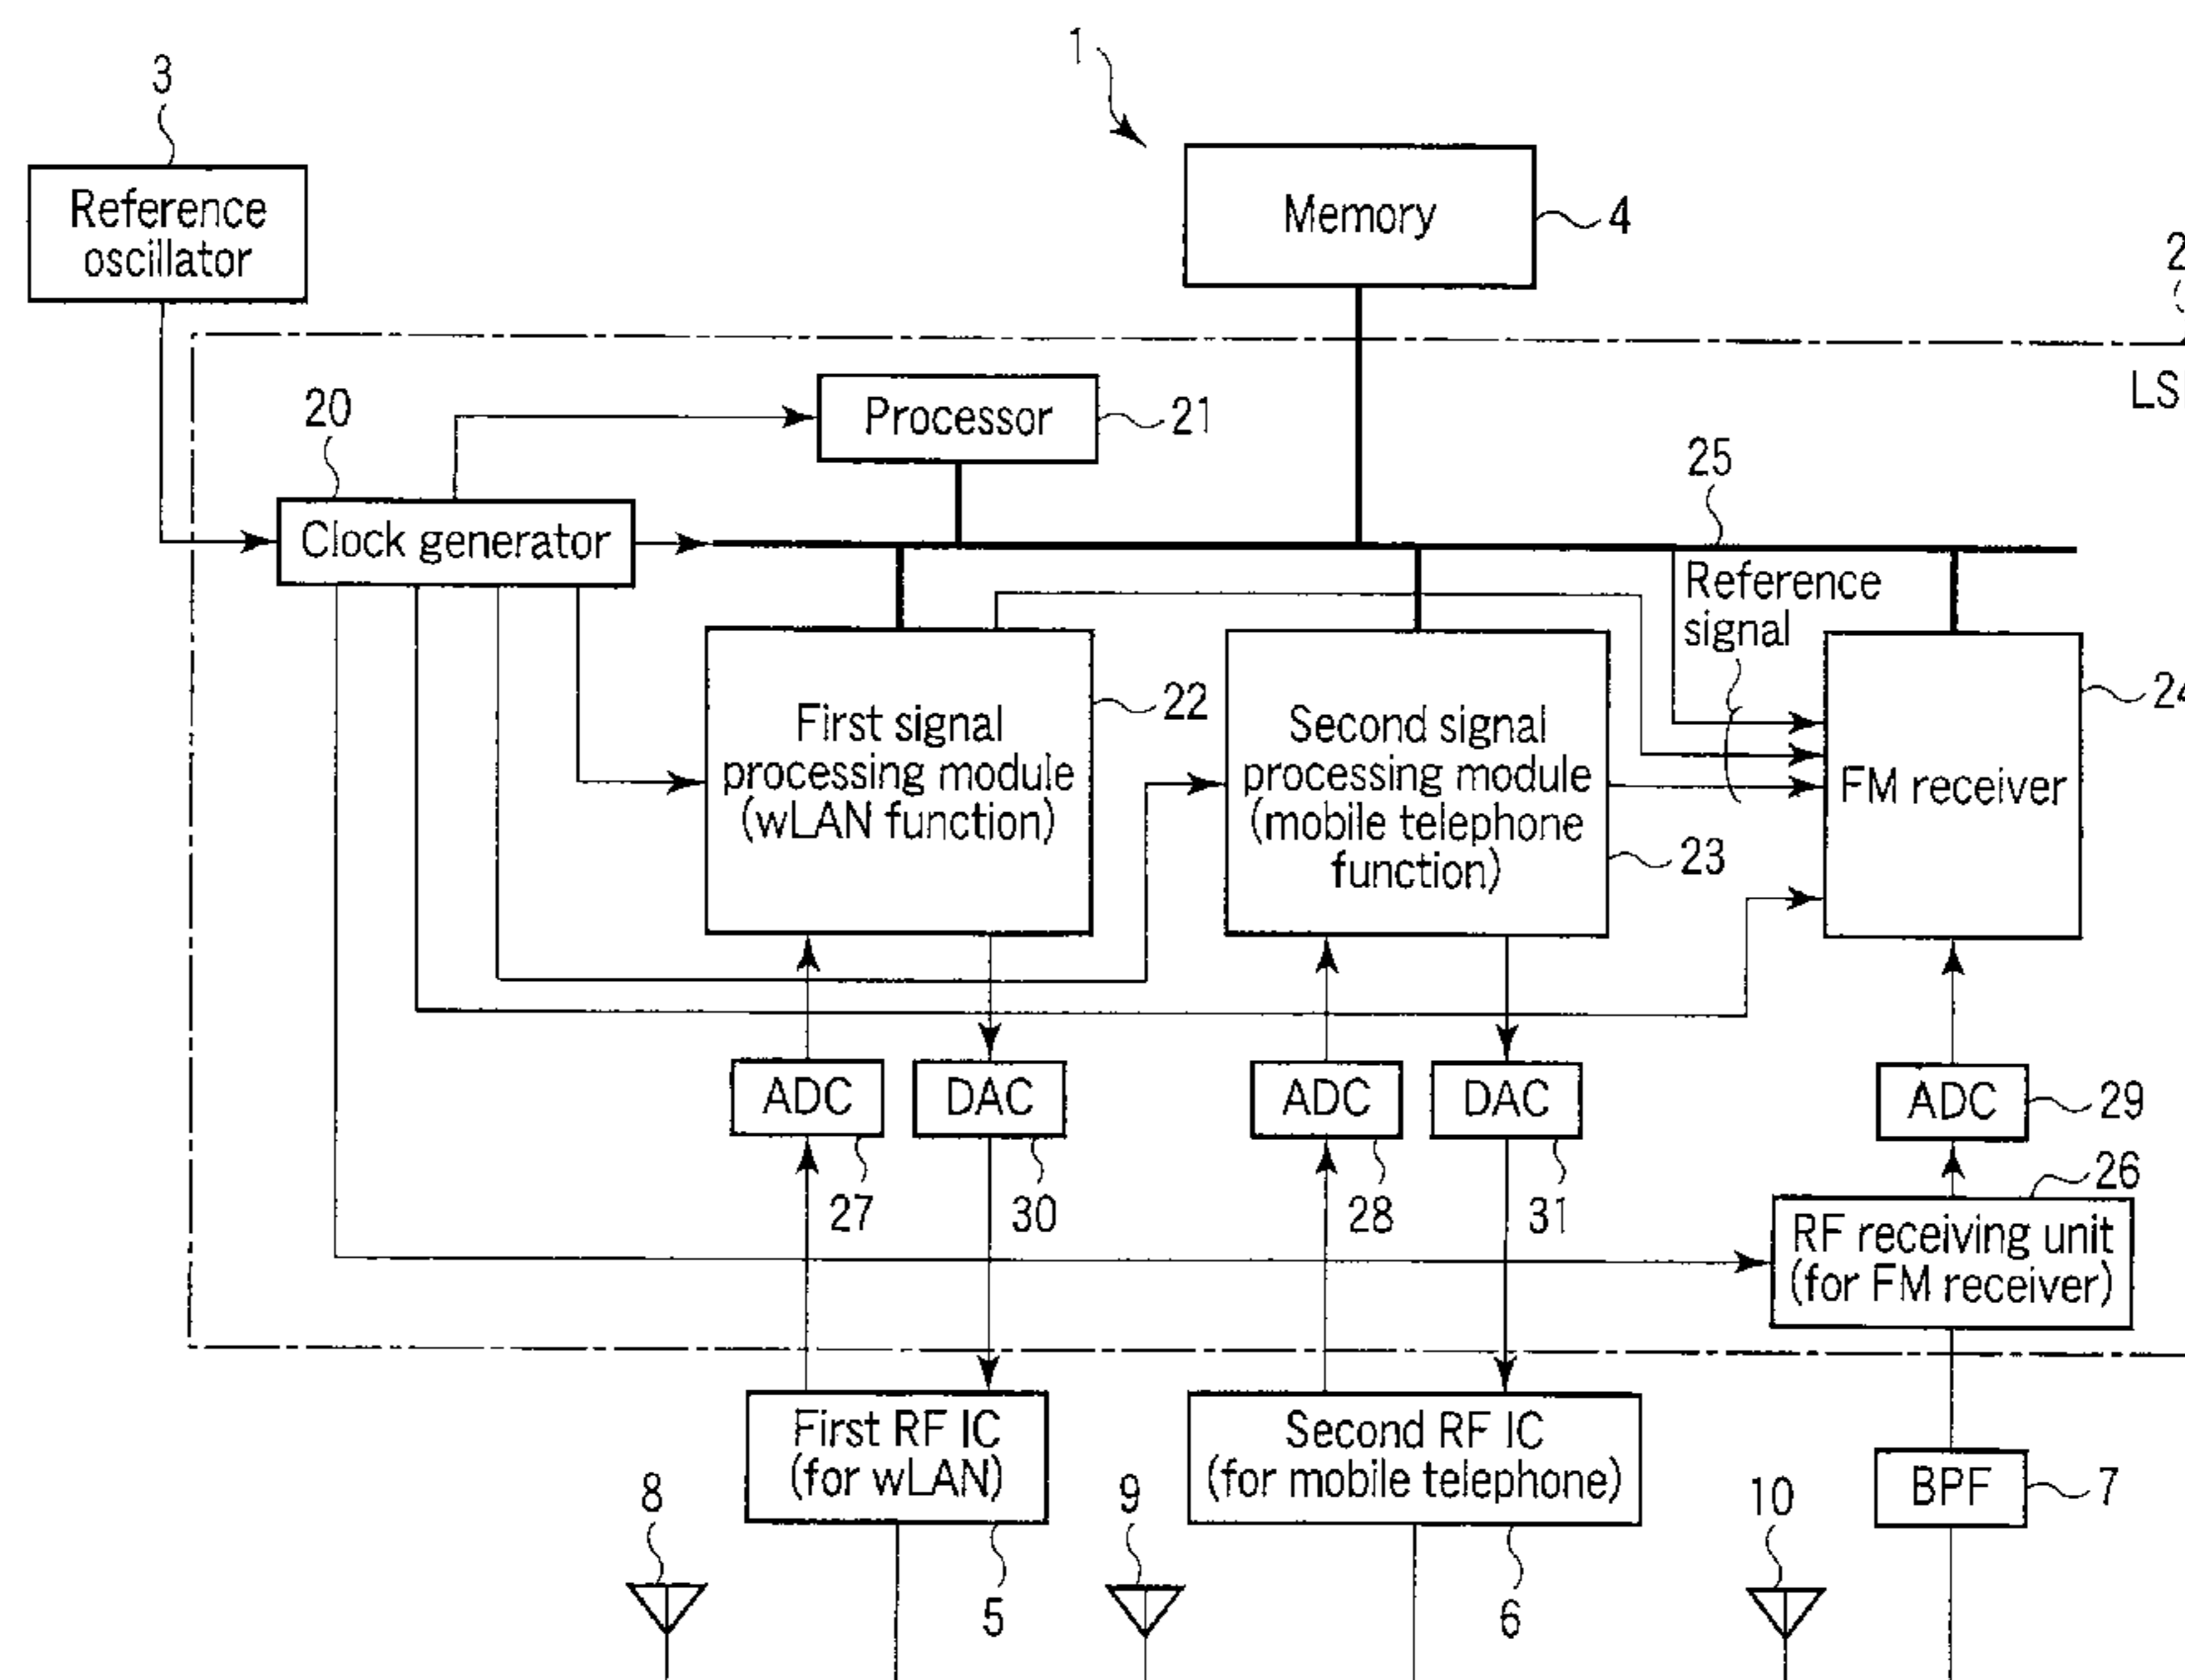 1
3
Reference
oscillator
Memory
4
2
LSI
20
Processor
21
25
Clock generator
Reference
signal
First signal
processing module
(wLAN function)
22
Second signal
processing module
(mobile telephone
function)
23
FM receiver
24
ADC
DAC
ADC
DAC
ADC
29
27
30
28
31
26
RF receiving unit
(for FM receiver)
First RF IC
(for wLAN)
Second RF IC
(for mobile telephone)
BPF
7
8
5
9
6
10